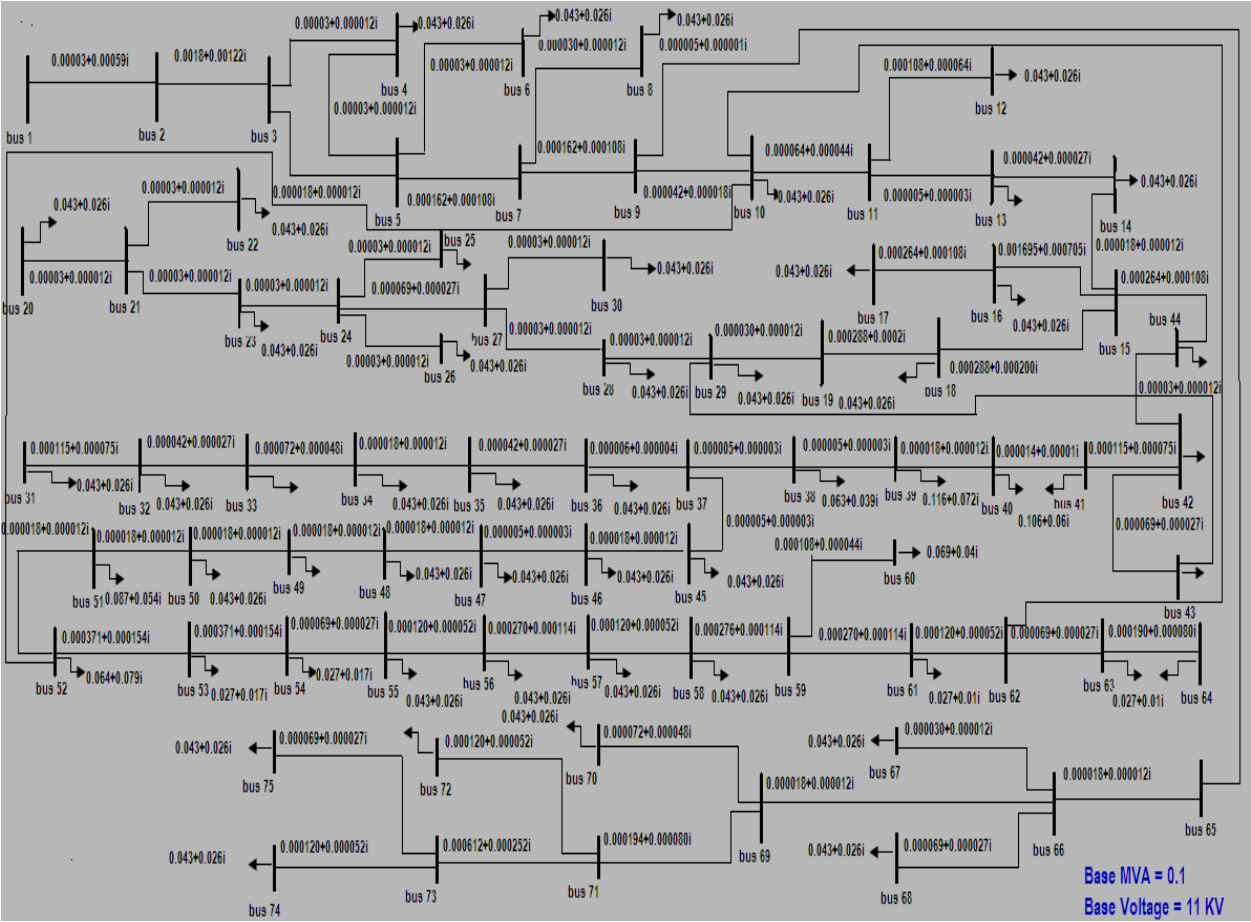 0.00003+0.00059i
0.0018+0.00122i
0.00003+0.000012i
0.043+0.026i
0.043+0.026i
0.043+0.026i
0.000030+0.000012i
0.000005+0.000001i
0.00003+0.000012i
0.000108+0.000064i
0.043+0.026i
bus 1
bus 2
bus 3
bus 4
bus 6
bus 8
bus 12
0.00003+0.000012i
0.000162+0.000108i
0.000064+0.000044i
0.000042+0.000027i
0.00003+0.000012i
0.000018+0.000012i
0.000162+0.000108i
0.000042+0.000018i
0.043+0.026i
0.000005+0.000003i
0.043+0.026i
bus 5
bus 7
bus 9
bus 10
bus 11
bus 13
bus 14
0.043+0.026i
0.043+0.026i
bus 22
0.00003+0.000012i
bus 25
0.00003+0.000012i
0.000264+0.000108i
0.001695+0.000705i
0.000018+0.000012i
0.00003+0.000012i
0.00003+0.000012i
0.00003+0.000012i
0.000069+0.000027i
0.043+0.026i
0.043+0.026i
0.000264+0.000108i
bus 20
bus 21
bus 30
bus 17
bus 16
0.043+0.026i
bus 44
bus 23
bus 24
bus 27
0.00003+0.000012i
0.00003+0.000012i
0.000030+0.000012i
0.000288+0.0002i
bus 15
0.043+0.026i
0.00003+0.000012i
bus 26
0.043+0.026i
0.000288+0.000200i
bus 28
0.043+0.026i
bus 29
0.043+0.026i
bus 19
0.043+0.026i
bus 18
0.00003+0.000012i
0.000115+0.000075i
0.000042+0.000027i
0.000072+0.000048i
0.000018+0.000012i
0.000042+0.000027i
0.000006+0.000004i
0.000005+0.000003i
0.000005+0.000003i
0.000018+0.000012i
0.000014+0.00001i
0.000115+0.000075i
bus 31
0.043+0.026i
bus 32
0.043+0.026i
bus 33
bus 34
0.043+0.026i
bus 35
0.043+0.026i
bus 36
0.043+0.026i
bus 37
bus 38
0.063+0.039i
bus 39
0.116+0.072i
bus 40
0.106+0.06i
bus 41
bus 42
0.000018+0.000012i
0.000018+0.000012i
0.000018+0.000012i
0.000018+0.000012i
0.000018+0.000012i
0.000005+0.000003i
0.000018+0.000012i
0.000005+0.000003i
0.000108+0.000044i
0.069+0.04i
0.000069+0.000027i
bus 51
0.087+0.054i
bus 50
0.043+0.026i
bus 49
bus 48
0.043+0.026i
bus 47
0.043+0.026i
bus 46
0.043+0.026i
bus 45
0.043+0.026i
bus 60
bus 43
0.000371+0.000154i
0.000371+0.000154i
0.000069+0.000027i
0.000120+0.000052i
0.000270+0.000114i
0.000120+0.000052i
0.000276+0.000114i
0.000270+0.000114i
0.000120+0.000052i
0.000069+0.000027i
0.000190+0.000080i
bus 52
0.064+0.079i
bus 53
0.027+0.017i
bus 54
0.027+0.017i
bus 55
0.043+0.026i
bus 56
0.043+0.026i
bus 57
0.043+0.026i
bus 58
0.043+0.026i
bus 59
bus 61
0.027+0.01i
bus 62
bus 63
0.027+0.01i
bus 64
0.043+0.026i
0.043+0.026i
0.000069+0.000027i
0.000120+0.000052i
0.000072+0.000048i
0.043+0.026i
0.000030+0.000012i
bus 75
bus 72
bus 70
bus 67
0.000018+0.000012i
0.000018+0.000012i
bus 65
0.043+0.026i
0.000120+0.000052i
0.000612+0.000252i
0.000194+0.000080i
bus 69
0.043+0.026i
0.000069+0.000027i
bus 66
bus 74
bus 73
bus 71
bus 68
Base MVA = 0.1
Base Voltage = 11 KV